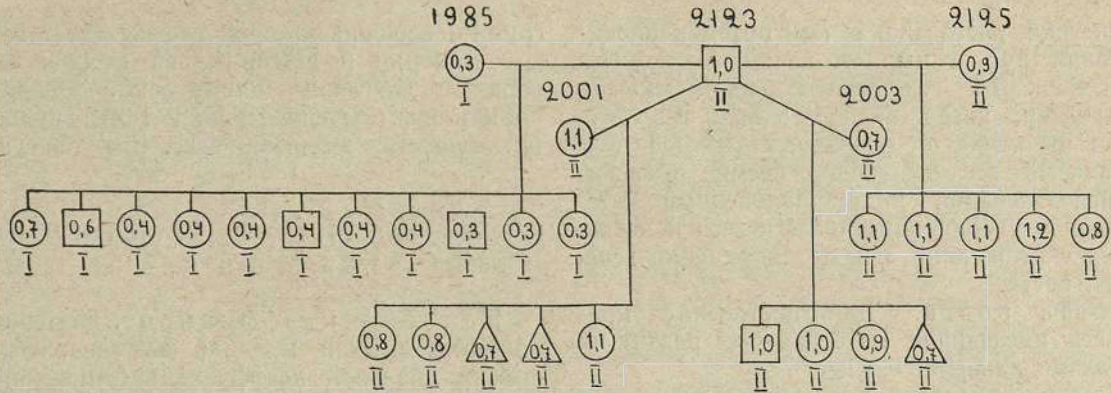 1985 2123 2125
0,3 1,0 0,9
I II II
2001 2003
1,1 0,7
II II
0,7 0,6 0,4 0,4 0,4 0,4 0,4 0,4 0,3 0,3 0,3 1,1 1,1 1,1 1,2 0,8
I I I I I I I I I I I II II II II II
0,8 0,8 0,7 0,7 1,1 1,0 1,0 0,9 0,7
II II II II II II II II II